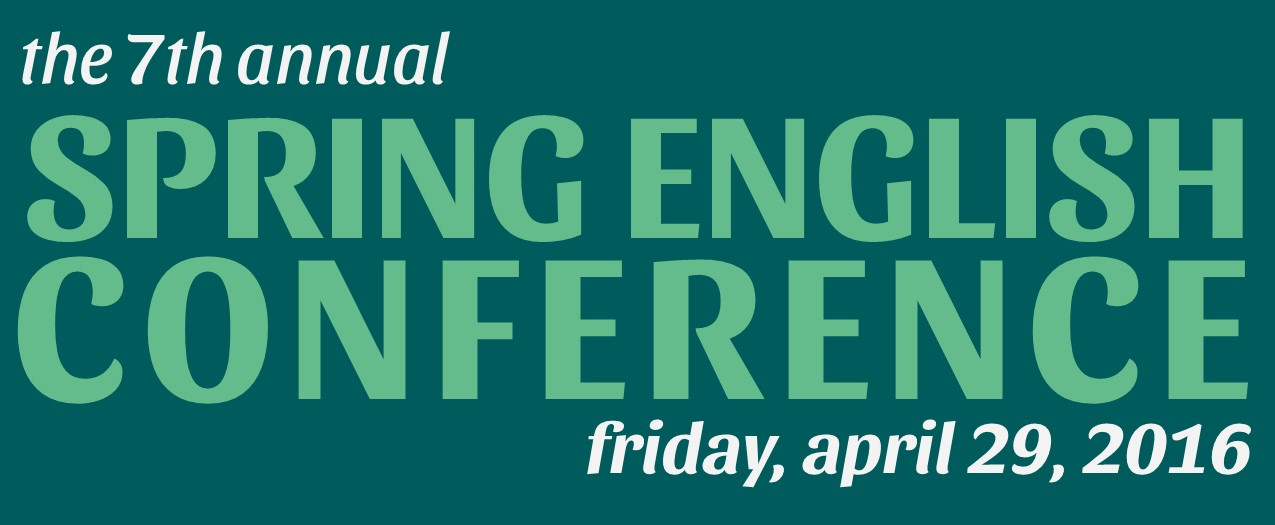 the 7th annual
SPRING ENGLISH
CONFERENCE
friday, april 29, 2016